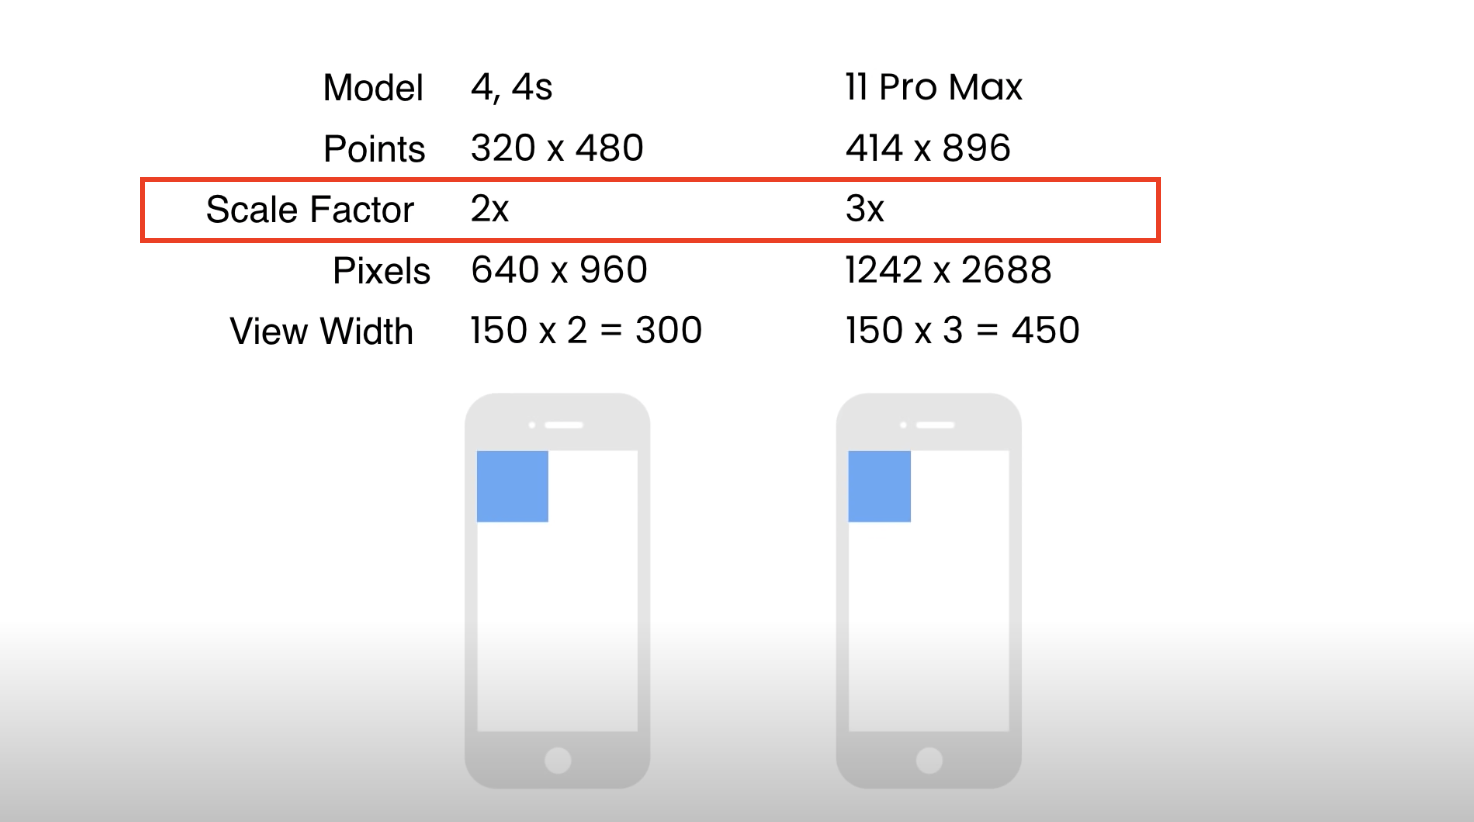 Model 4, 4s 11 Pro Max
Points 320 x 480 414 x 896
Scale Factor 2x 3x
Pixels 640 x 960 1242 x 2688
View Width 150 x 2 = 300 150 x 3 = 450